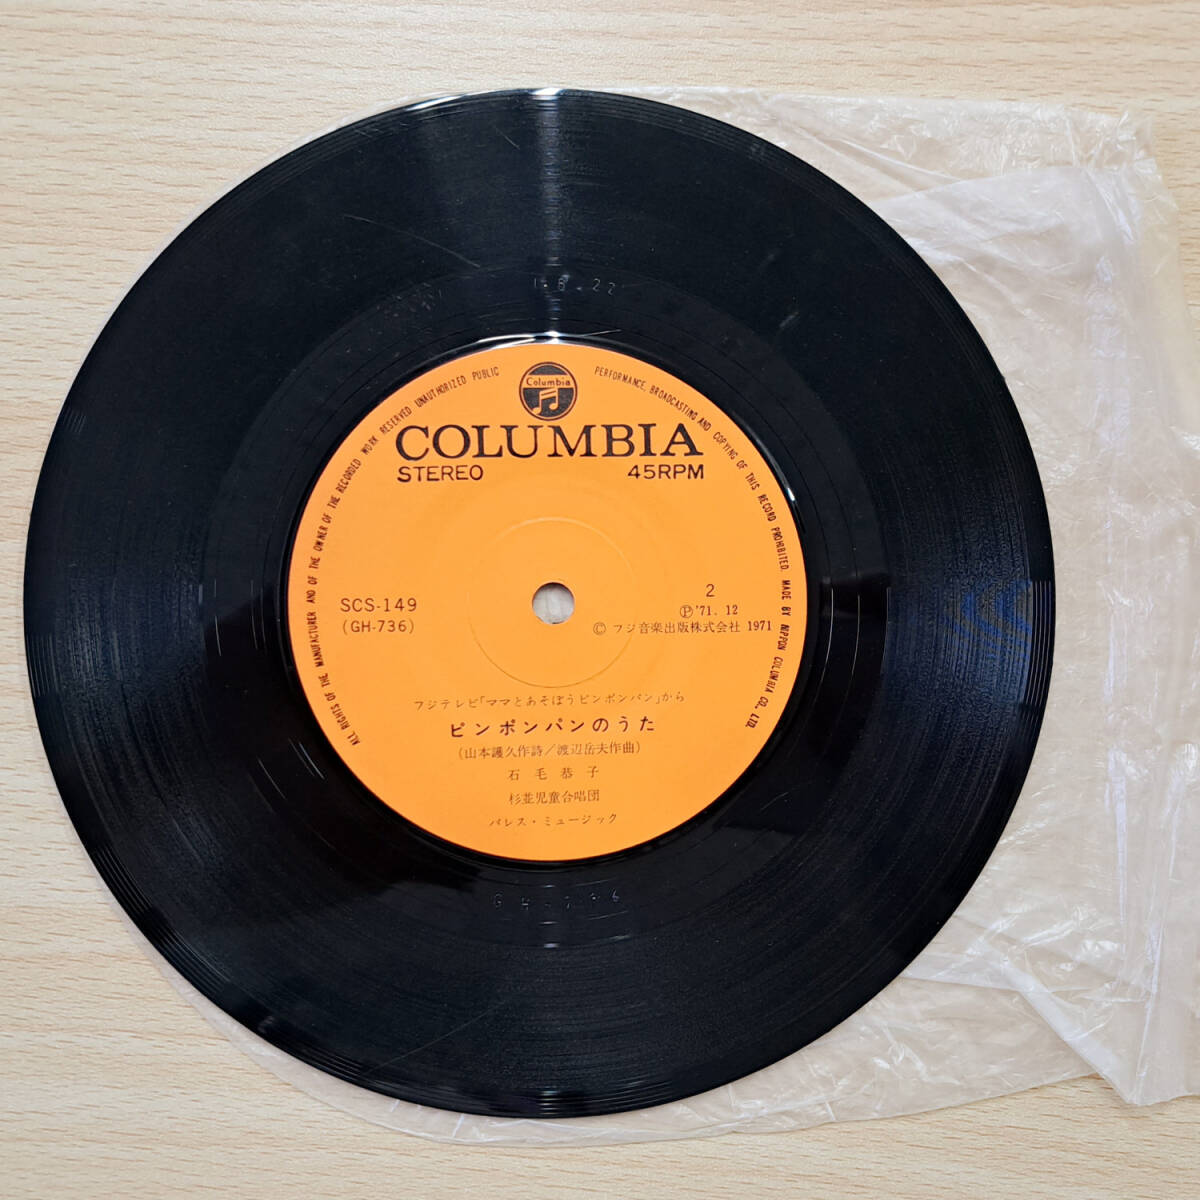 1-B-22
ALL RIGHTS OF THE MANUFACTURER AND OF THE OWNER OF THE RECORDED WORK RESERVED UNAUTHORIZED PUBLIC PERFORMANCE, BROADCASTING AND COPYING OF THIS RECORD PROHIBITED. MADE BY NIPPON COLUMBIA CO., LTD.
Columbia
COLUMBIA
STEREO 45RPM
SCS-149 2
(GH-736) Ⓟ'71.12
© フジ音楽出版株式会社 1971
フジテレビ「ママとあそぼうピンポンパン」から
ピンポンパンのうた
(山本護久作詩/渡辺岳夫作曲)
石毛恭子
杉並児童合唱団
パレス・ミュージック
GH-736